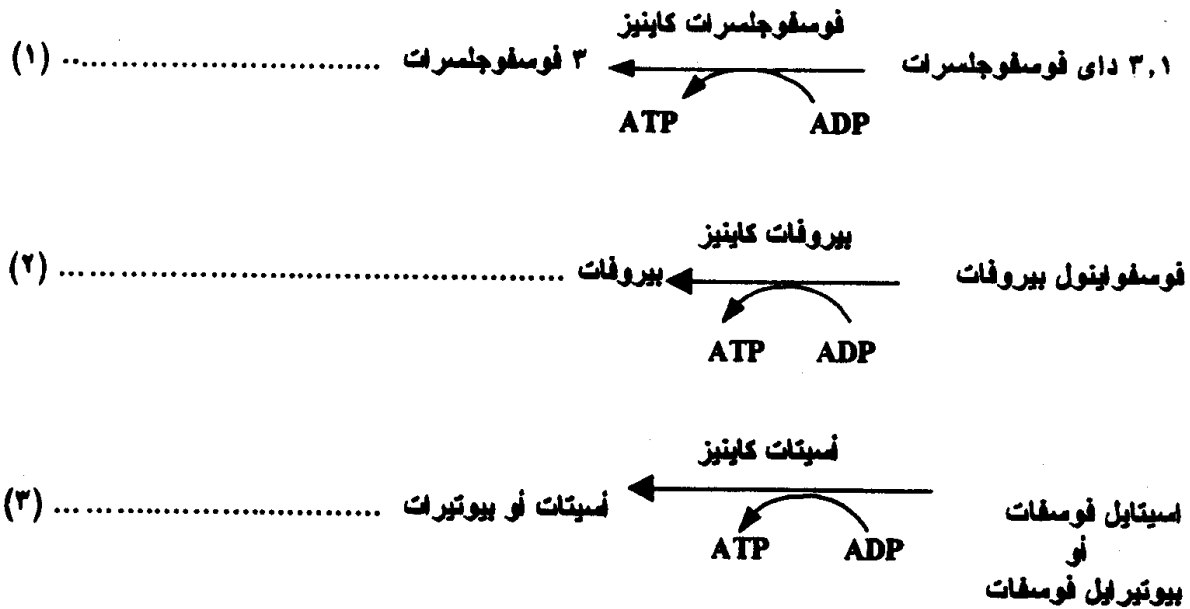 فوسفوجلسرات كاينيز
٣,١ داى فوسفوجلسرات ٣ فوسفوجلسرات ................................ (١)
ADP ATP
بيروفات كاينيز
فوسفواينول بيروفات بيروفات ................................................ (٢)
ADP ATP
أسيتات كاينيز
اسيتايل فوسفات أسيتات أو بيوتيرات ................................ (٣)
أو
بيوتيرايل فوسفات
ADP ATP